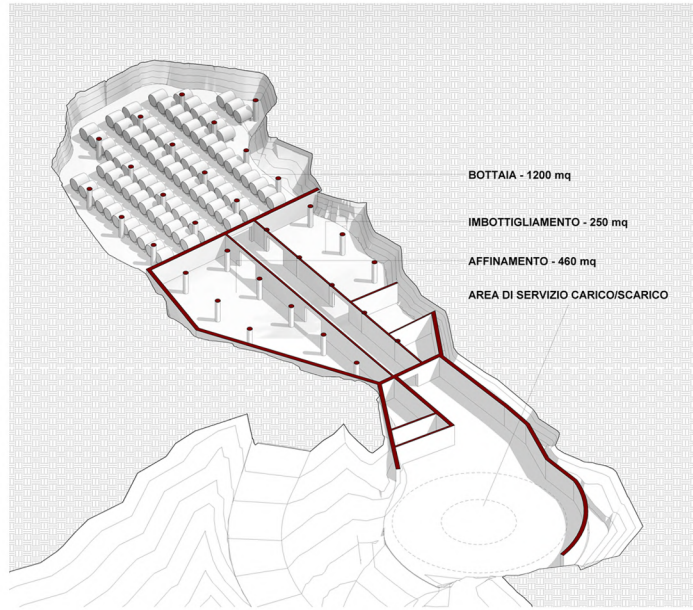 BOTTAIA - 1200 mq
IMBOTTIGLIAMENTO - 250 mq
AFFINAMENTO - 460 mq
AREA DI SERVIZIO CARICO/SCARICO